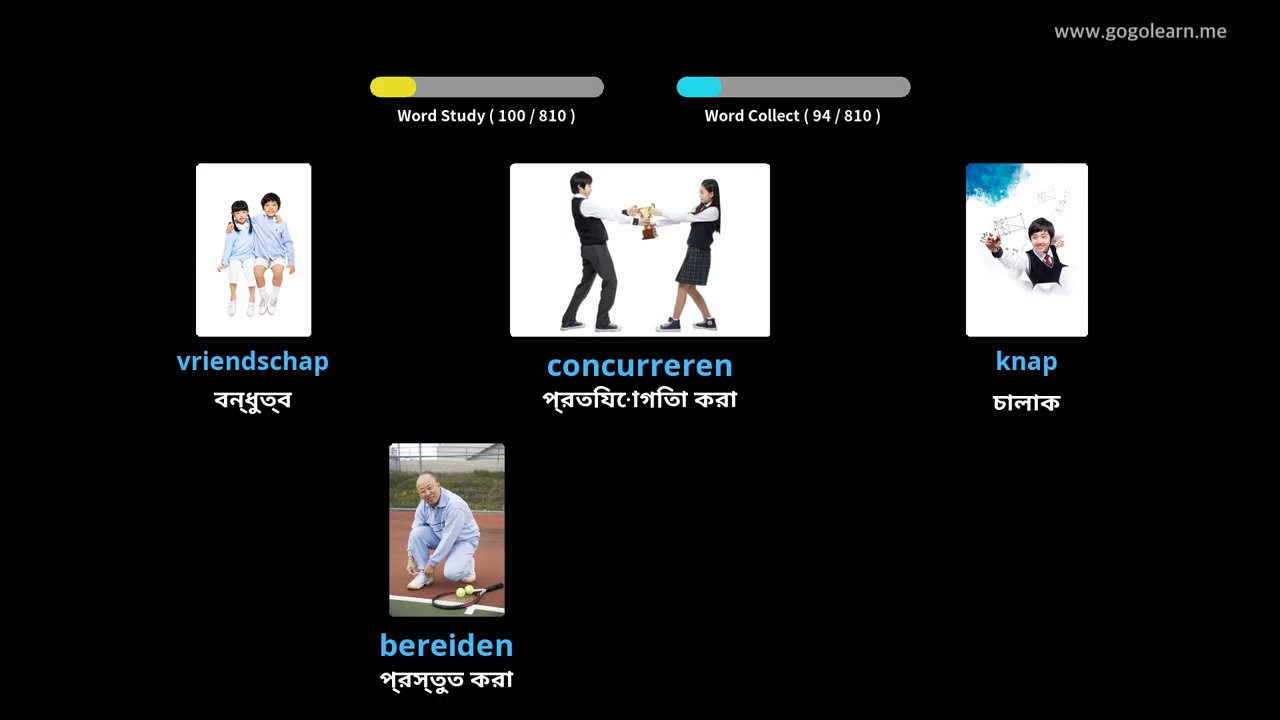 www.gogolearn.me
Word Study ( 100 / 810 )
Word Collect ( 94 / 810 )
vriendschap
বন্ধুত্ব
concurreren
প্রতিযোগিতা করা
knap
চালাক
bereiden
প্রস্তুত করা